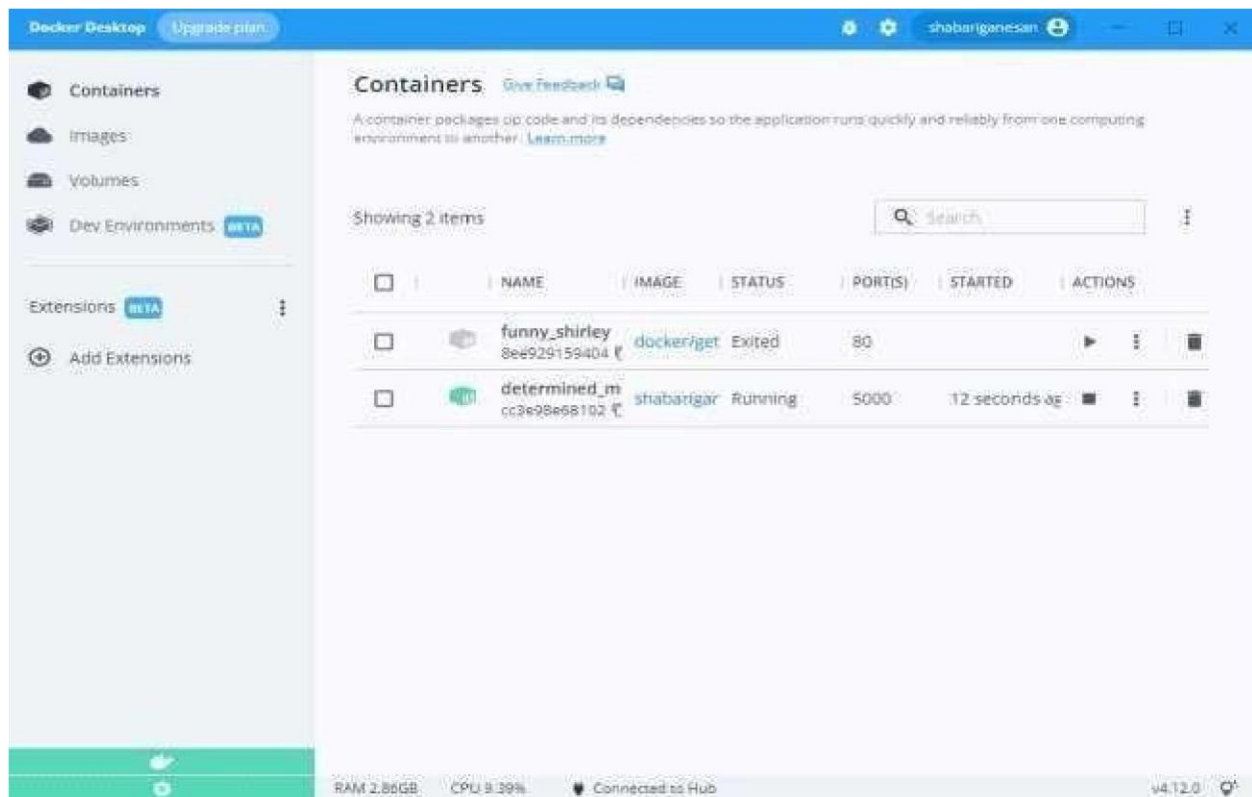 Docker Desktop Upgrade plan shabariganesan
Containers
Images
Volumes
Dev Environments BETA
Extensions BETA
Add Extensions
Containers Give Feedback
A container packages up code and its dependencies so the application runs quickly and reliably from one computing
environment to another. Learn more
Showing 2 items
Search
NAME IMAGE STATUS PORT(S) STARTED ACTIONS
funny_shirley docker/get Exited 80
8ee929159404
determined_m shabarigar Running 5000 12 seconds ag
cc3e98e68102
RAM 2.86GB CPU 9.39% Connected to Hub v4.12.0